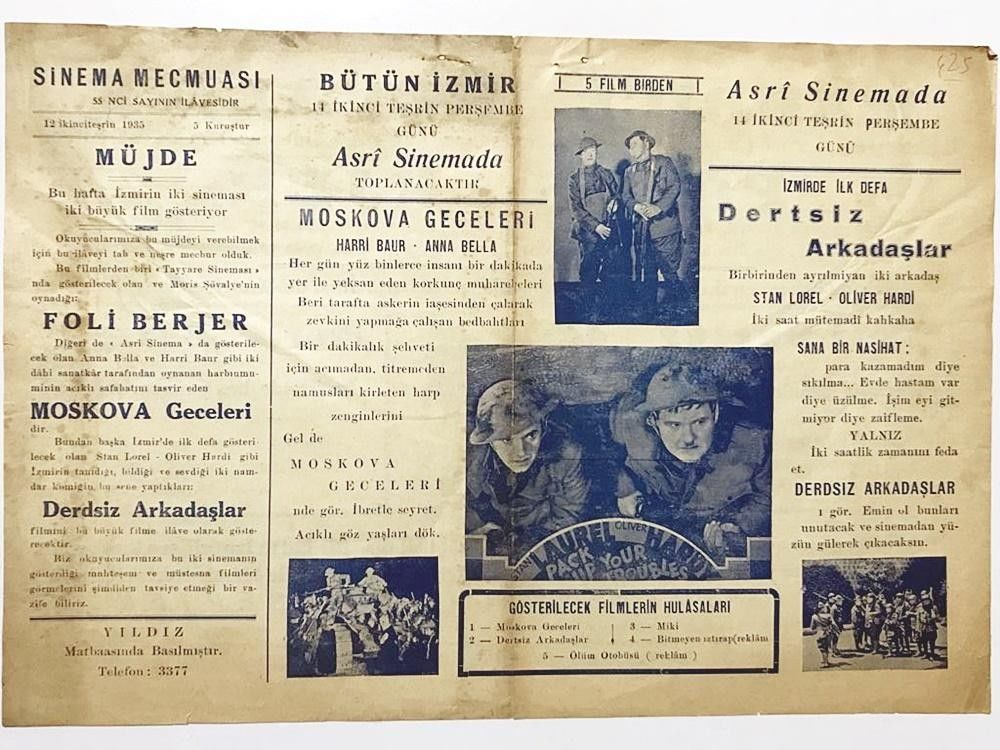 SİNEMA MECMUASI
55 NCİ SAYININ İLÂVESİDİR
12 ikinciteşrin 1935 5 Kuruştur
MÜJDE
Bu hafta İzmirin iki sineması
iki büyük film gösteriyor
Okuyucularımıza bu müjdeyi verebilmek
için bu ilâveyi tab ve neşre mecbur olduk.
Bu filmlerden biri «Tayyare Sineması»
nda gösterilecek olan ve Moris Şövalye'nin
oynadığı:
FOLİ BERJER
Diğeri de « Asri Sinema » da gösterile-
cek olan Anna Bella ve Harri Baur gibi iki
dâhi sanatkâr tarafından oynanan harbıumu-
minin acıklı safahatını tasvir eden
MOSKOVA Geceleri
dir.
Bundan başka İzmir'de ilk defa gösteri-
lecek olan Stan Lorel - Oliver Hardi gibi
İzmirin tanıdığı, bildiği ve sevdiği iki nam-
dar komiğin bu sene yaptıkları:
Derdsiz Arkadaşlar
filmini bu büyük filme ilâve olarak göste-
recektir.
Biz okuyucularımıza bu iki sinemanın
gösterdiği muhteşem ve müstesna filmleri
görmelerini şimdiden tavsiye etmeği bir va-
zife biliriz.
YILDIZ
Matbaasında Basılmıştır.
Telefon : 3377
BÜTÜN İZMİR
14 İKİNCİ TEŞRİN PERŞEMBE
GÜNÜ
Asrî Sinemada
TOPLANACAKTIR
MOSKOVA GECELERİ
HARRİ BAUR - ANNA BELLA
Her gün yüz binlerce insanı bir dakikada
yer ile yeksan eden korkunç muharebeleri
Beri tarafta askerin iaşesinden çalarak
zevkini yapmağa çalışan bedbahtları
Bir dakikalık şehveti
için acımadan, titremeden
namusları kirleten harp
zenginlerini
Gel de
MOSKOVA
GECELERİ
nde gör. İbretle seyret.
Acıklı göz yaşları dök.
5 FİLM BİRDEN
STAN LAUREL OLIVER HARDY
PACK UP YOUR TROUBLES
GÖSTERİLECEK FİLMLERİN HULÂSALARI
1 — Moskova Geceleri 3 — Miki
2 — Dertsiz Arkadaşlar 4 — Bitmeyen ıztırap(reklâm
5 — Ölüm Otobüsü ( reklâm )
425
Asrî Sinemada
14 İKİNCİ TEŞRİN PERŞEMBE
GÜNÜ
İZMİRDE İLK DEFA
Dertsiz
Arkadaşlar
Birbirinden ayrılmiyan iki arkadaş
STAN LOREL - OLİVER HARDİ
İki saat mütemadî kahkaha
SANA BİR NASİHAT :
para kazamadım diye
sıkılma... Evde hastam var
diye üzülme. İşim eyi git-
miyor diye zaifleme.
YALNIZ
İki saatlik zamanını feda
et.
DERDSIZ ARKADAŞLAR
ı gör. Emin ol bunları
unutacak ve sinemadan yü-
zün gülerek çıkacaksın.